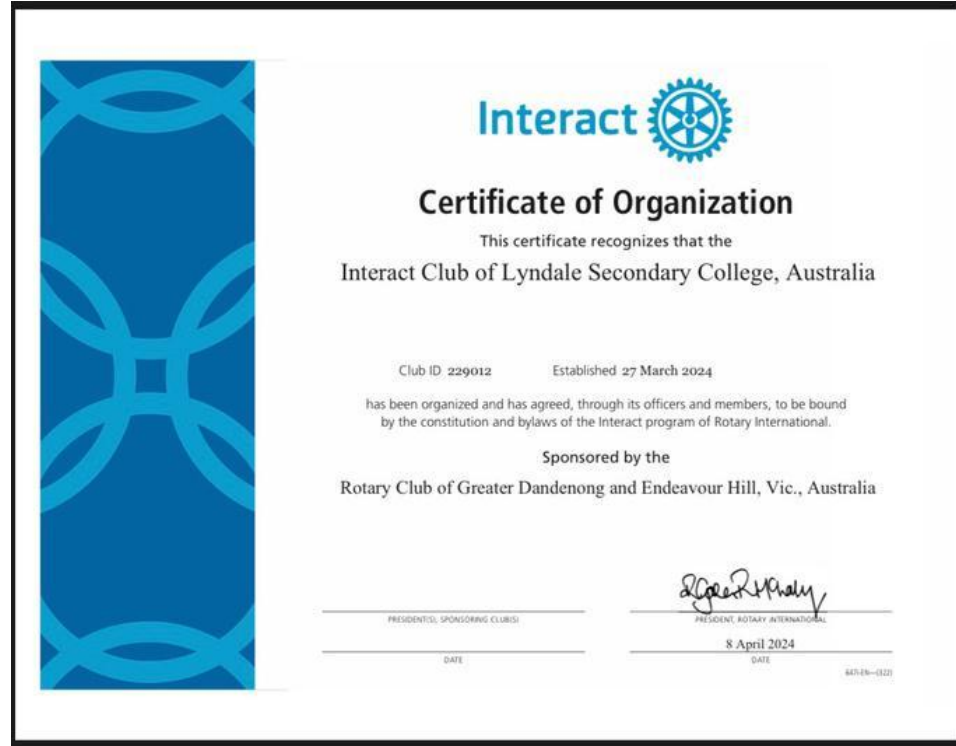 Interact
Certificate of Organization
This certificate recognizes that the
Interact Club of Lyndale Secondary College, Australia
Club ID 229012 Established 27 March 2024
has been organized and has agreed, through its officers and members, to be bound
by the constitution and bylaws of the Interact program of Rotary International.
Sponsored by the
Rotary Club of Greater Dandenong and Endeavour Hill, Vic., Australia
PRESIDENT(S), SPONSORING CLUB(S)
PRESIDENT, ROTARY INTERNATIONAL
8 April 2024
DATE
DATE
647I-EN—(322)